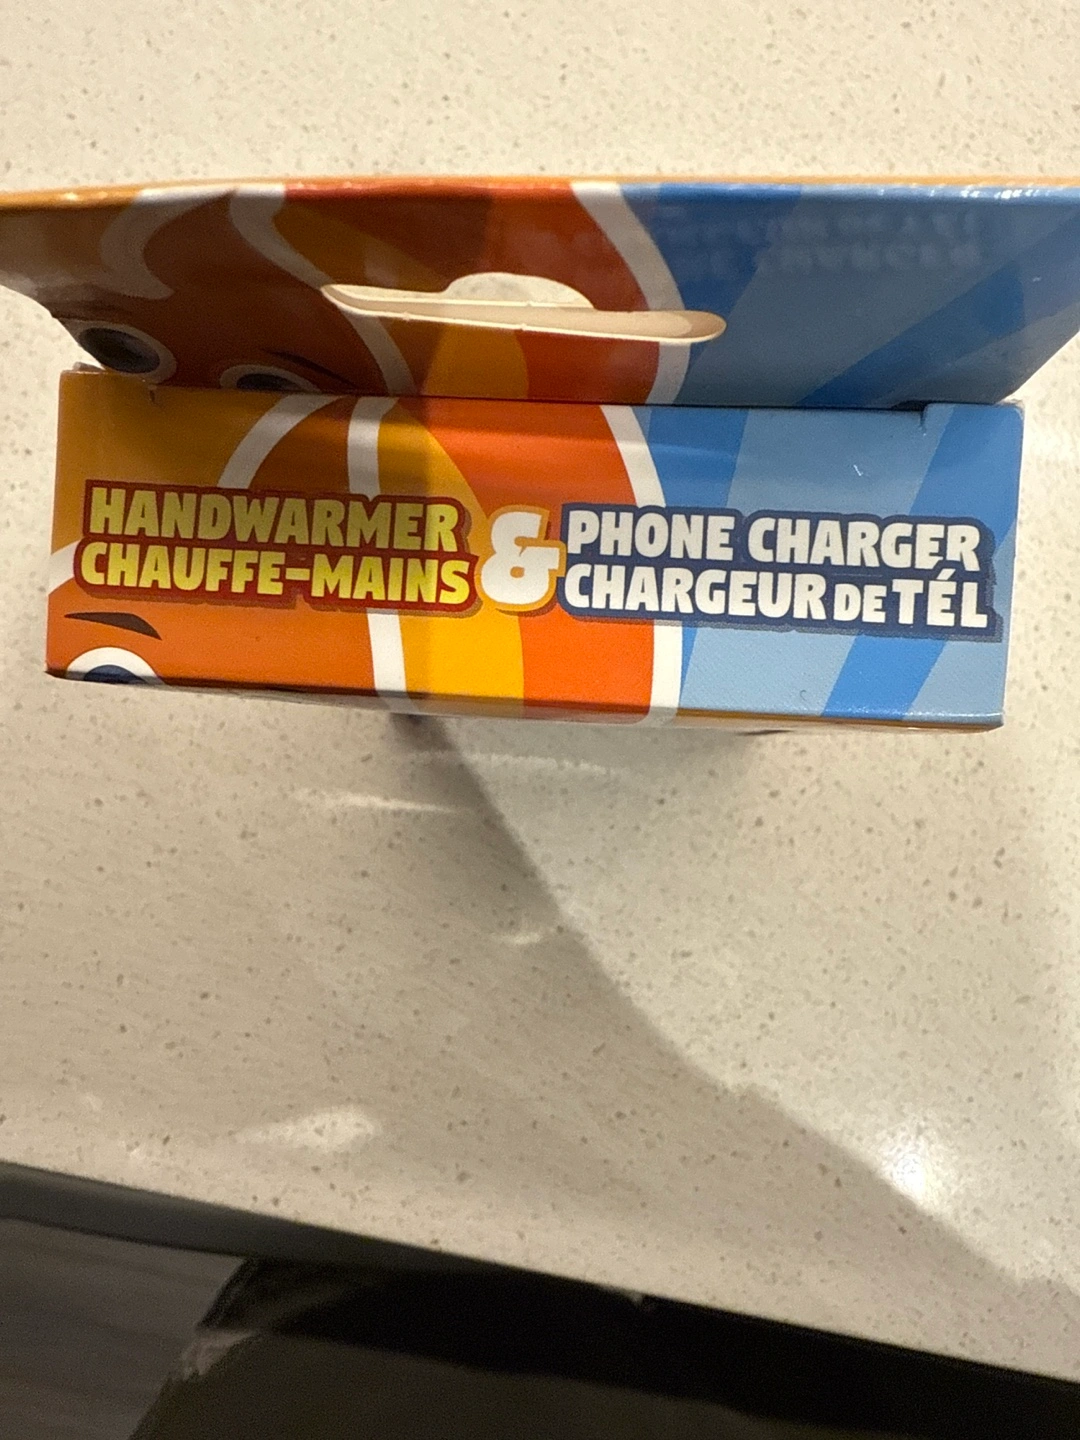 HANDWARMER
CHAUFFE-MAINS
&
PHONE CHARGER
CHARGEUR DE TÉL